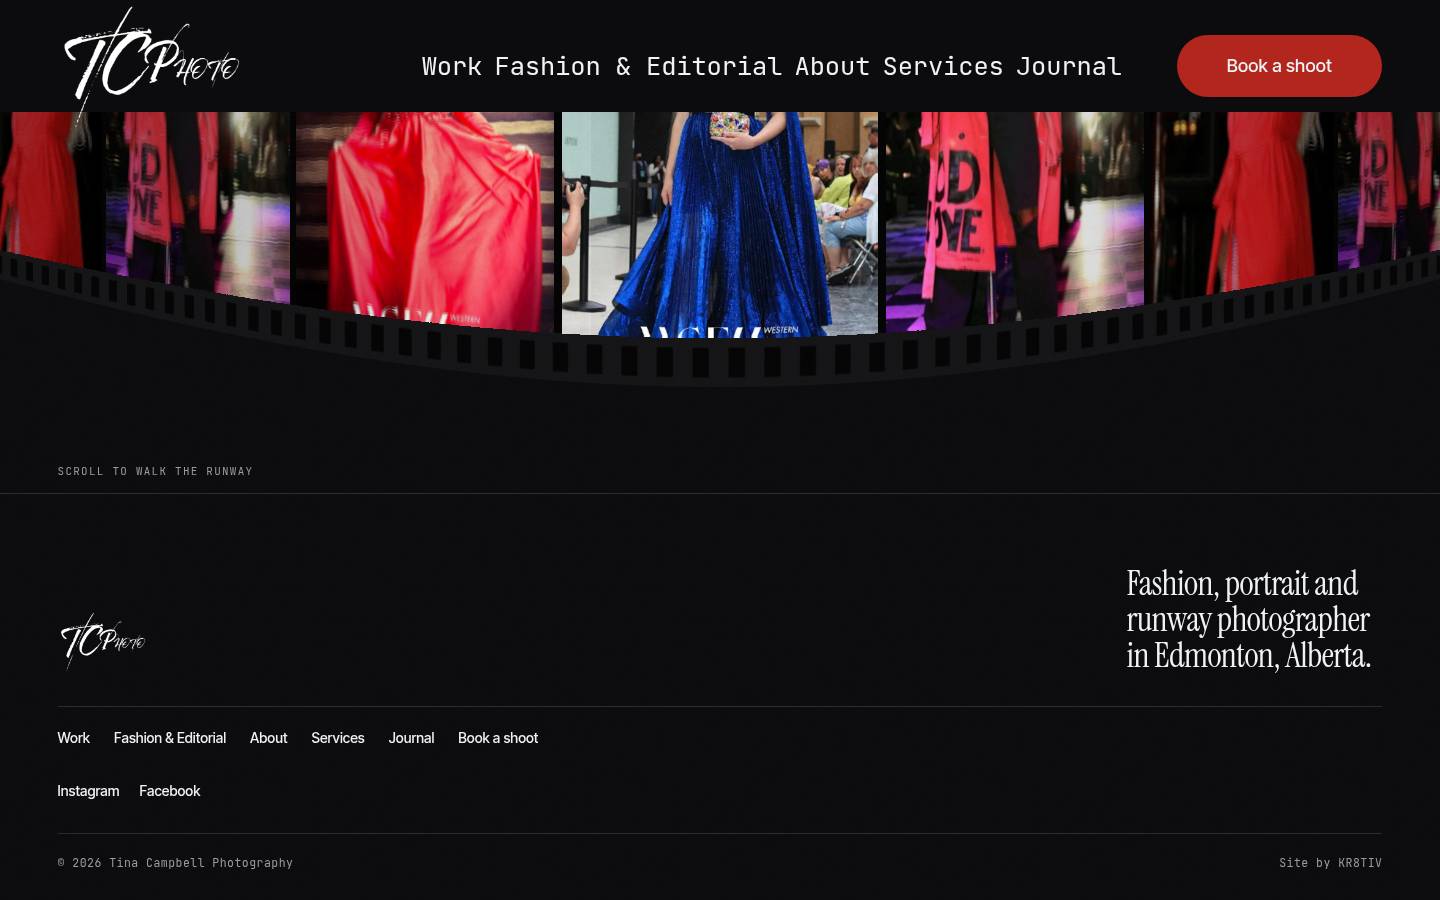 TCPHOTO
Work Fashion & Editorial About Services Journal
Book a shoot
WESTERN
WESTERN
SCROLL TO WALK THE RUNWAY
Fashion, portrait and
runway photographer
in Edmonton, Alberta.
TCPHOTO
Work Fashion & Editorial About Services Journal Book a shoot
Instagram Facebook
© 2026 Tina Campbell Photography
Site by KR8TIV